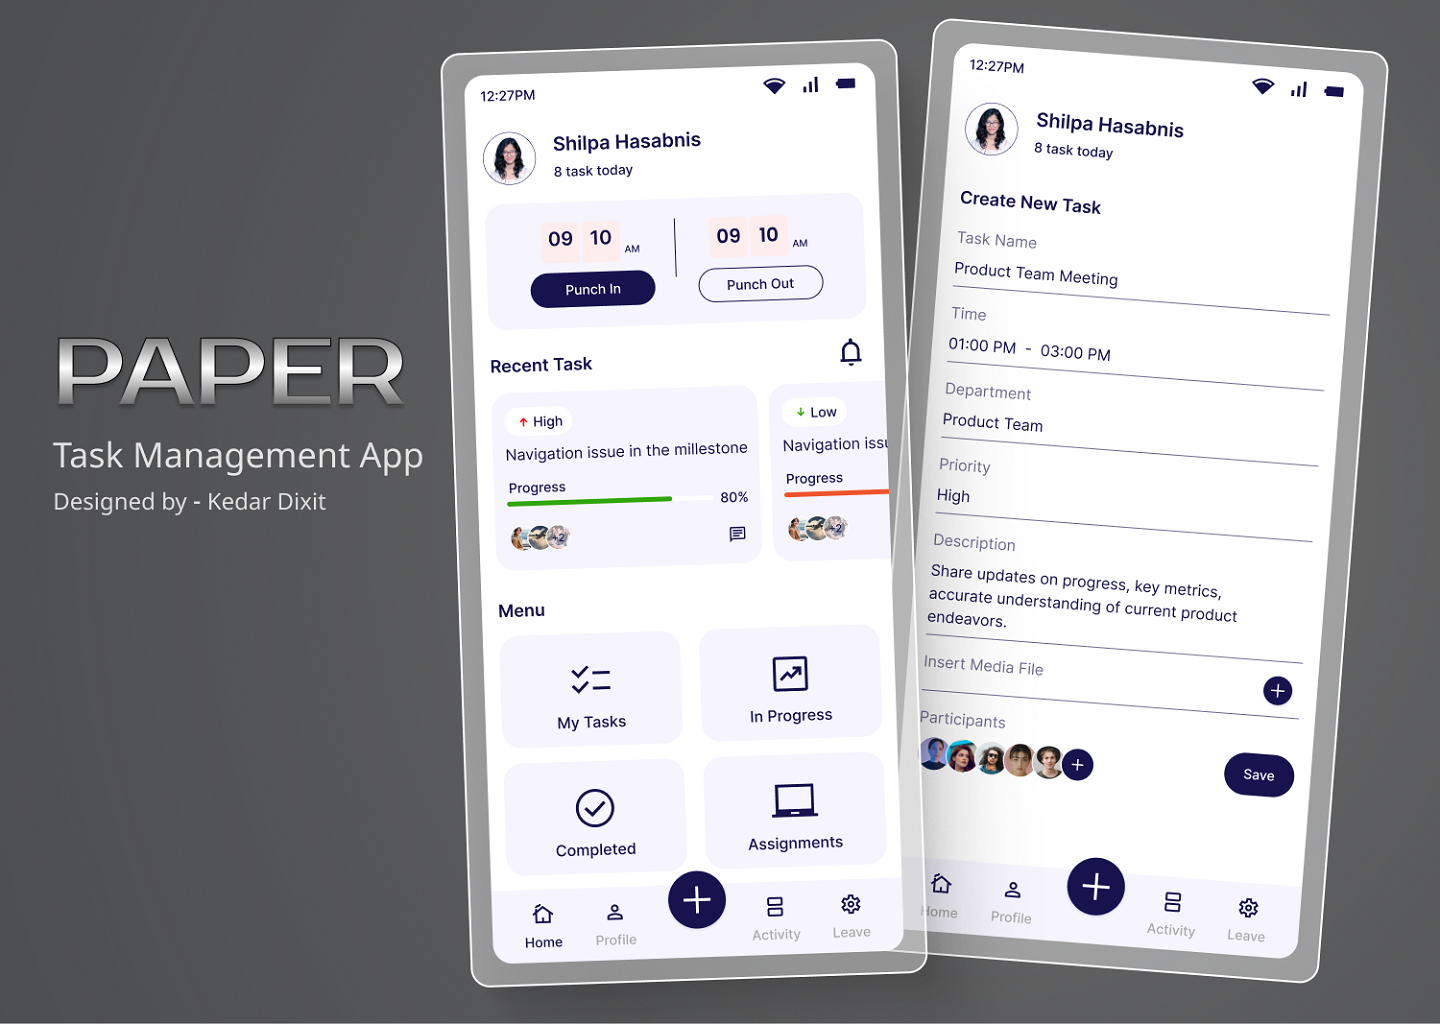 PAPER
Task Management App
Designed by - Kedar Dixit
12:27PM
Shilpa Hasabnis
8 task today
09 10 AM
Punch In
09 10 AM
Punch Out
Recent Task
High
Navigation issue in the millestone
Progress
80%
+2
Low
Navigation issu
Progress
+2
Menu
My Tasks
In Progress
Completed
Assignments
Home
Profile
Activity
Leave
12:27PM
Shilpa Hasabnis
8 task today
Create New Task
Task Name
Product Team Meeting
Time
01:00 PM - 03:00 PM
Department
Product Team
Priority
High
Description
Share updates on progress, key metrics,
accurate understanding of current product
endeavors.
Insert Media File
Participants
Save
Home
Profile
Activity
Leave